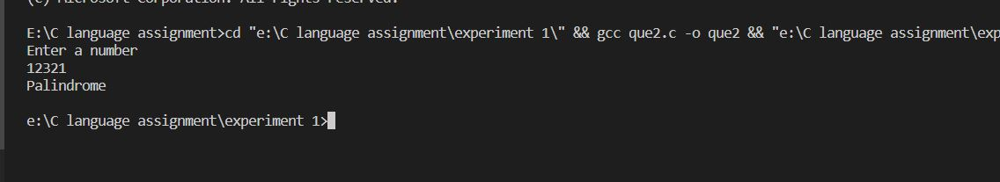 (c) Microsoft Corporation. All rights reserved.
E:\C language assignment>cd "e:\C language assignment\experiment 1\" && gcc que2.c -o que2 && "e:\C language assignment\exp
Enter a number
12321
Palindrome
e:\C language assignment\experiment 1>